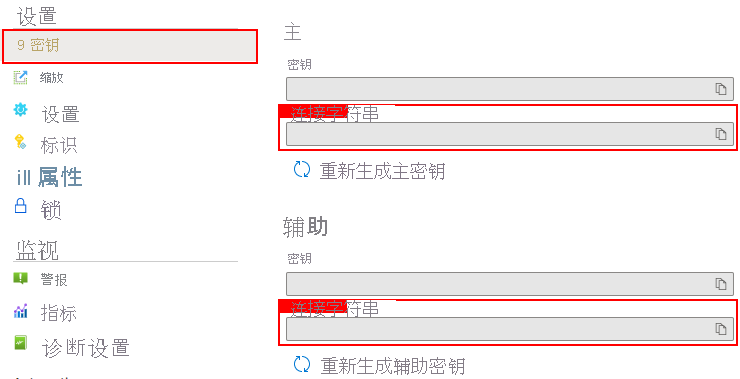 设置
9 密钥
缩放
设置
标识
ill 属性
锁
监视
警报
指标
诊断设置
主
密钥
连接字符串
重新生成主密钥
辅助
密钥
连接字符串
重新生成辅助密钥